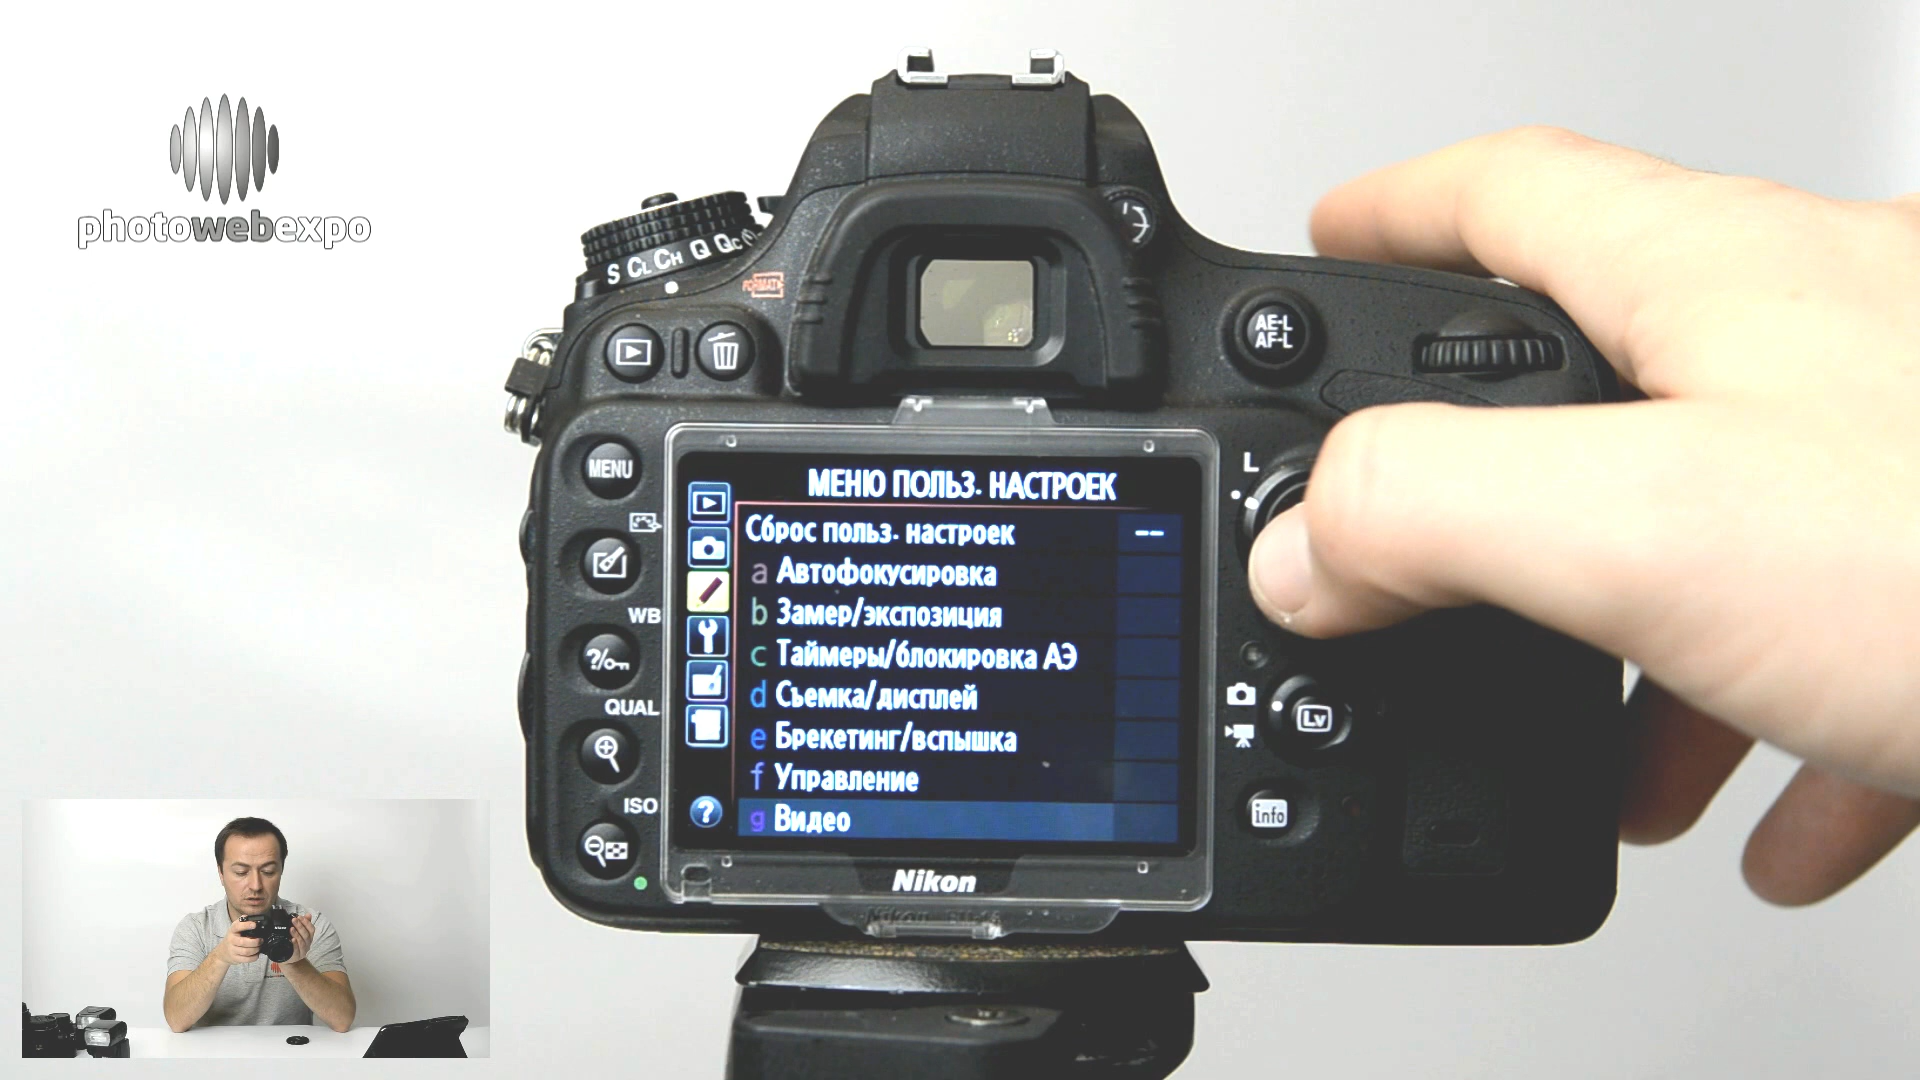 photowebexpo
S CL CH Q QC
FORMAT
AE-L
AF-L
MENU
L
МЕНЮ ПОЛЬЗ. НАСТРОЕК
Сброс польз. настроек --
a Автофокусировка
b Замер/экспозиция
c Таймеры/блокировка АЭ
d Съемка/дисплей
e Брекетинг/вспышка
f Управление
g Видео
?
WB
?
QUAL
ISO
Lv
info
Nikon
Nikon